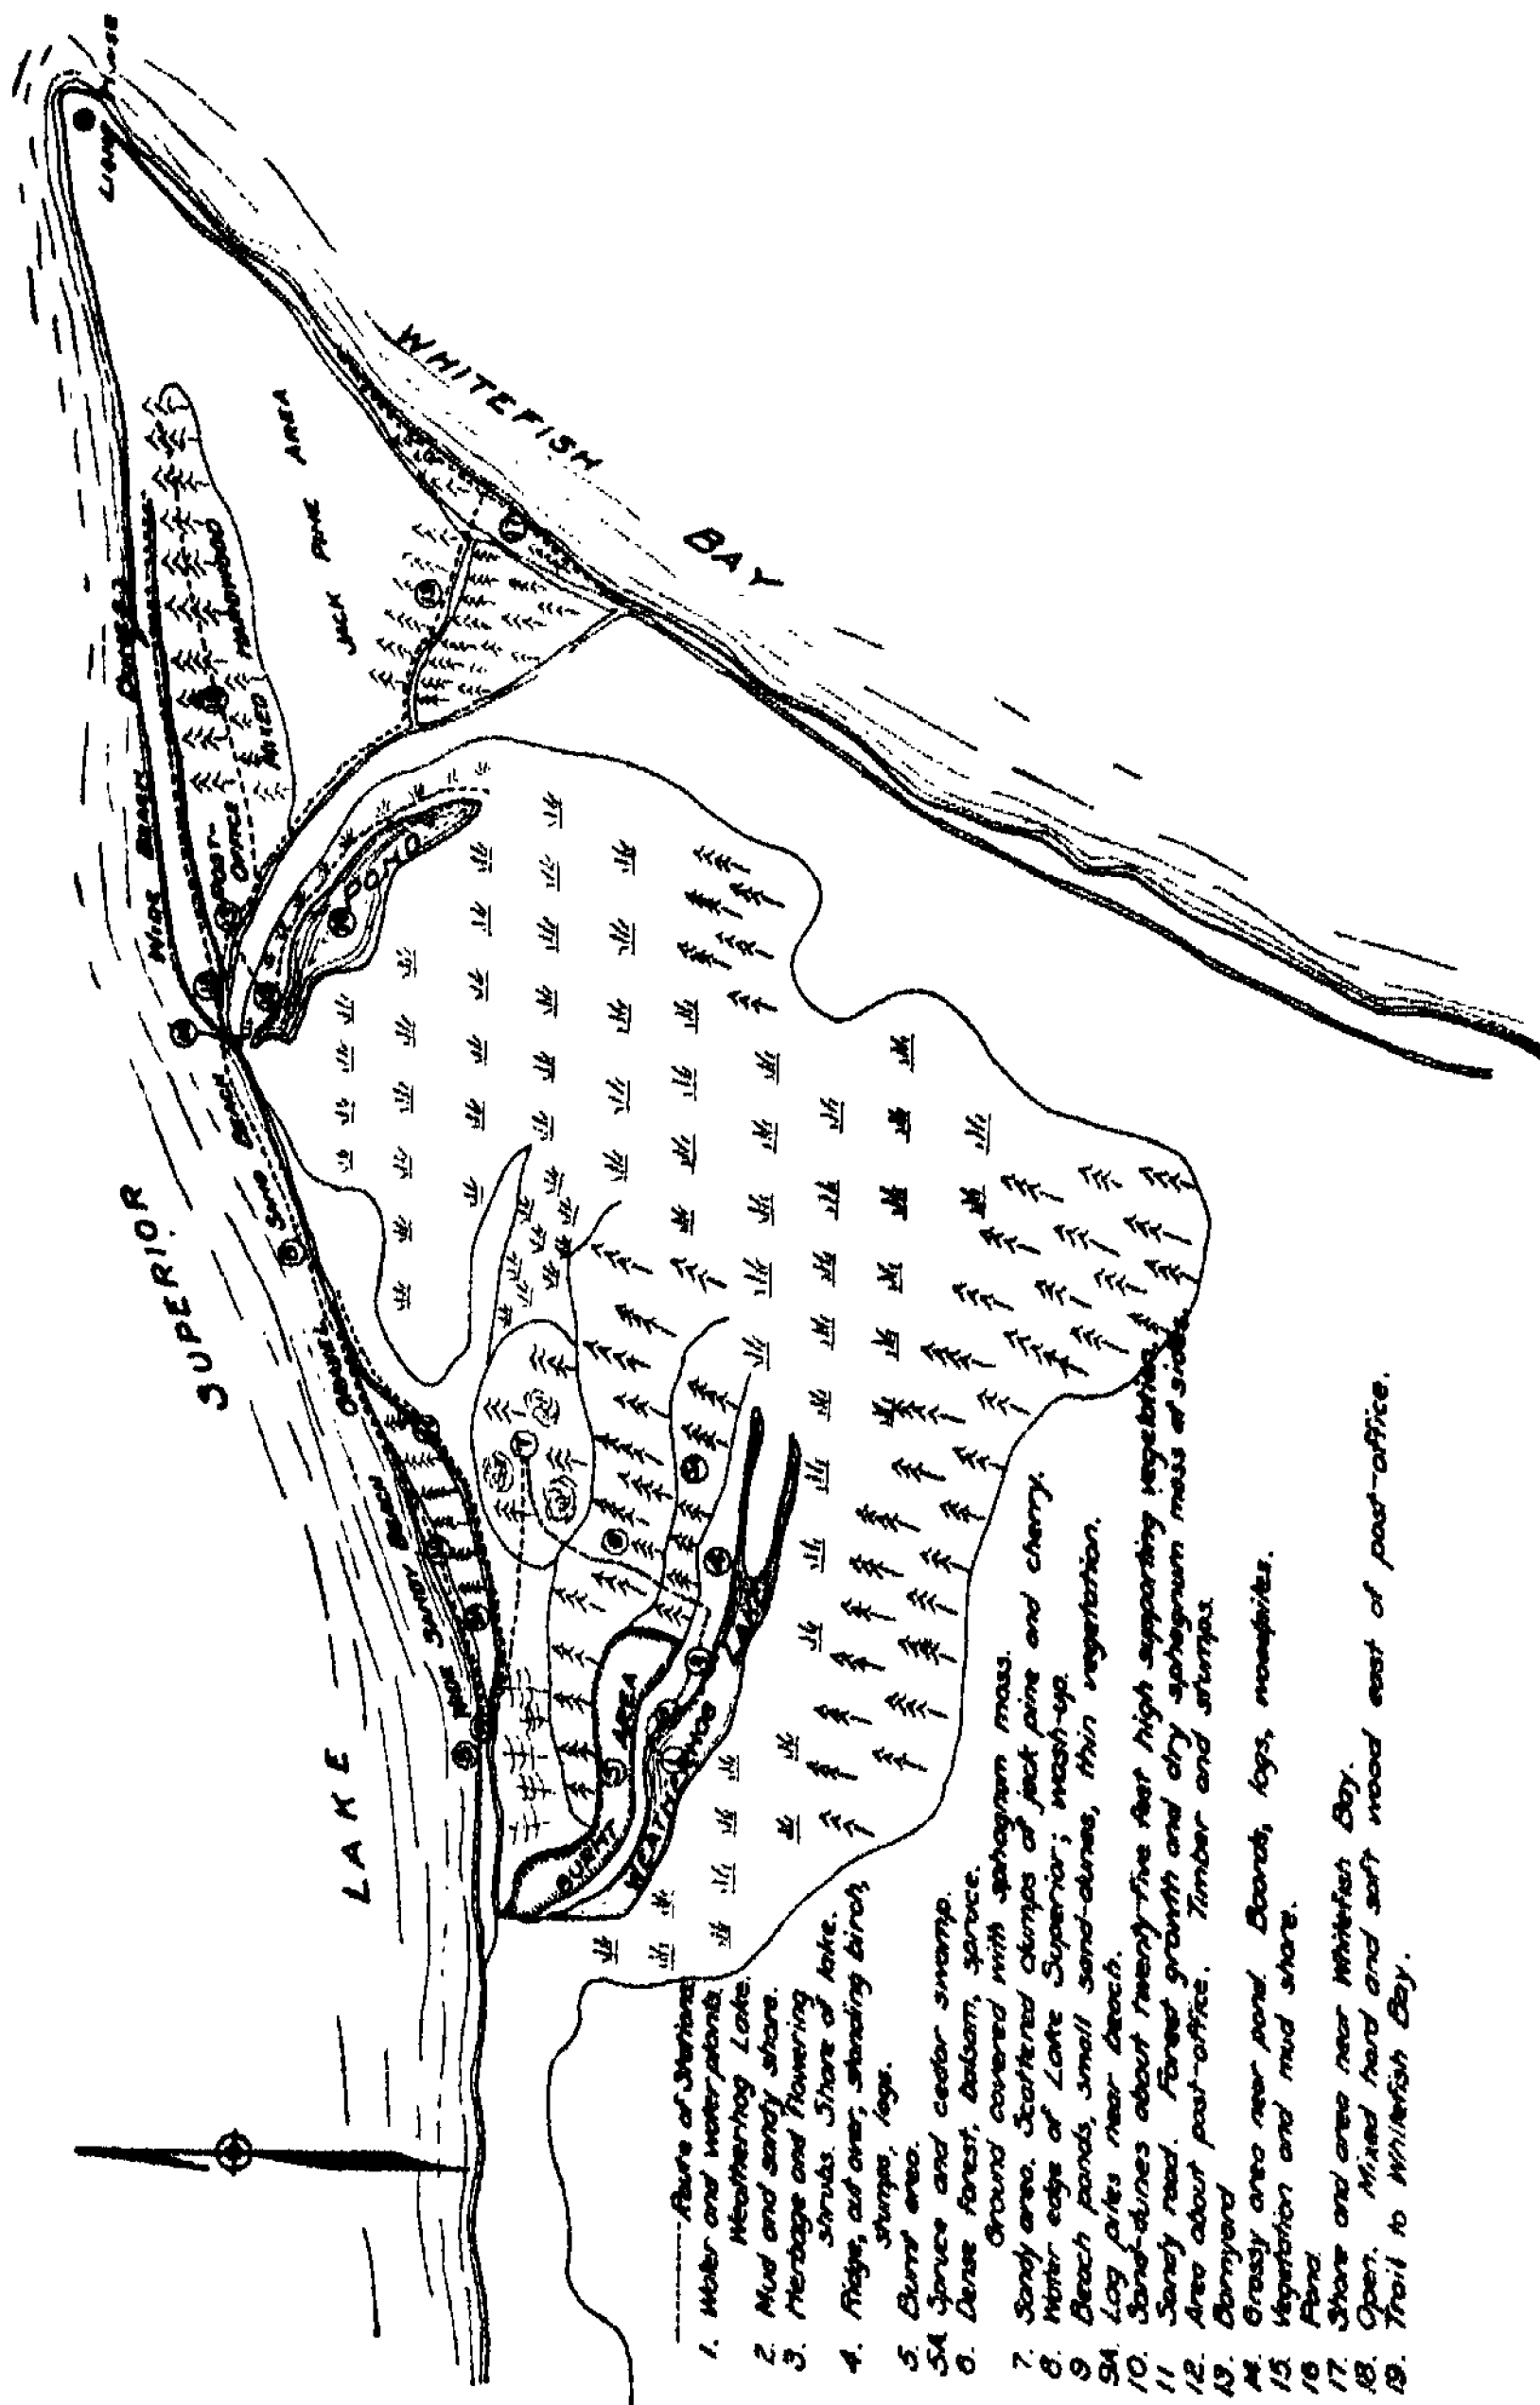 LAKE
SUPERIOR
WHITEFISH
BAY
LIGHT HOUSE
WIDE BEACH
POST-
OFFICE
MIXED HARDWOOD
JACK PINE AREA
POND
SAND BEACH
GRAVEL
WIDE SANDY BEACH
BURNT AREA
WEATHERHOG LAKE
------- Route of Stations
1. Water and water plants,
Weatherhog Lake.
2. Mud and sandy shore.
3. Herbage and flowering
shrubs. Shore of lake.
4. Ridge, cut over, standing birch,
stumps, logs.
5. Burnt area.
5A. Spruce and cedar swamp.
6. Dense forest, balsam, spruce.
Ground covered with sphagnum moss.
7. Sandy area. Scattered clumps of jack pine and cherry.
8. Water edge of Lake Superior; wash-up.
9. Beach ponds, small sand-dunes, thin vegetation.
9A. Log piles near beach.
10. Sand-dunes about twenty-five feet high supporting vegetation.
11. Sandy road. Forest growth and dry sphagnum moss at sides.
12. Area about post-office. Timber and stumps.
13. Barnyard
14. Grassy area near pond. Boards, logs, woodpiles.
15. Vegetation and mud shore.
16. Pond
17. Shore and area near Whitefish Bay.
18. Open. Mixed hard and soft wood east of post-office.
19. Trail to Whitefish Bay.